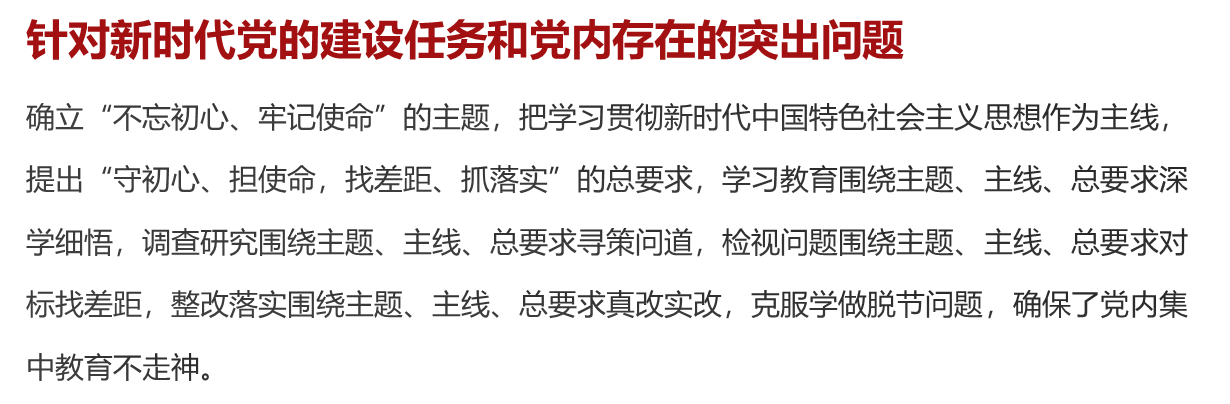 针对新时代党的建设任务和党内存在的突出问题
确立“不忘初心、牢记使命”的主题，把学习贯彻新时代中国特色社会主义思想作为主线，
提出“守初心、担使命，找差距、抓落实”的总要求，学习教育围绕主题、主线、总要求深
学细悟，调查研究围绕主题、主线、总要求寻策问道，检视问题围绕主题、主线、总要求对
标找差距，整改落实围绕主题、主线、总要求真改实改，克服学做脱节问题，确保了党内集
中教育不走神。